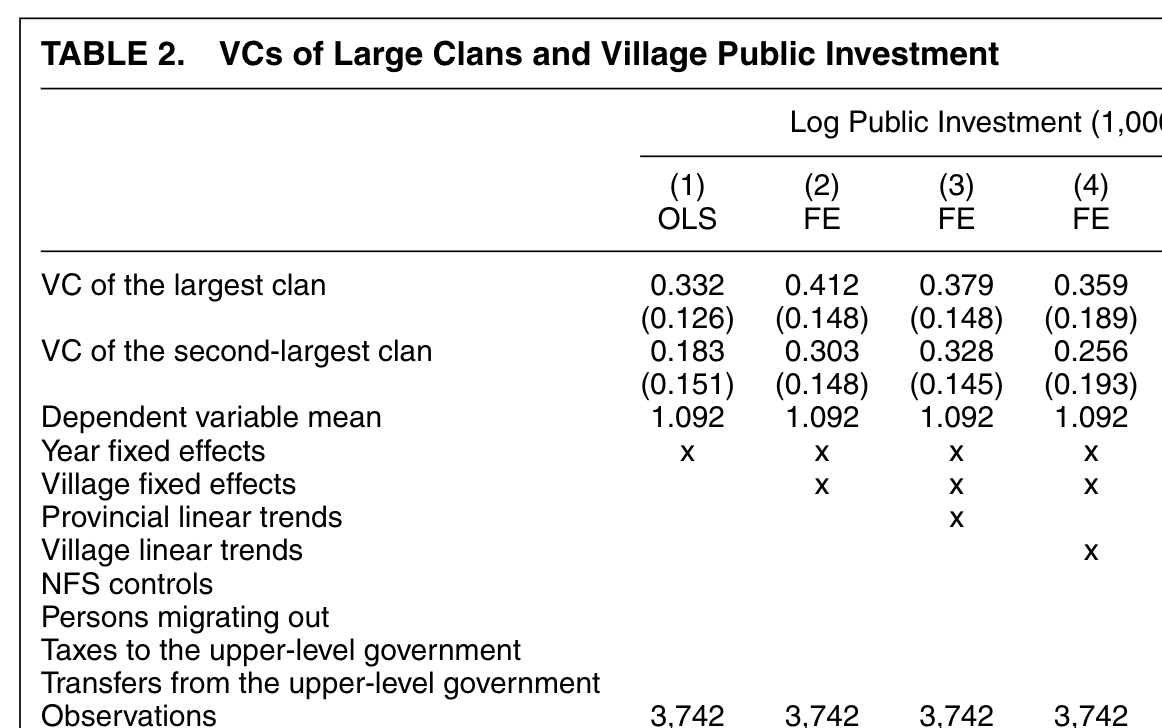 TABLE 2. VCs of Large Clans and Village Public Investment
Log Public Investment (1,000
(1) (2) (3) (4)
OLS FE FE FE
VC of the largest clan 0.332 0.412 0.379 0.359
(0.126) (0.148) (0.148) (0.189)
VC of the second-largest clan 0.183 0.303 0.328 0.256
(0.151) (0.148) (0.145) (0.193)
Dependent variable mean 1.092 1.092 1.092 1.092
Year fixed effects x x x x
Village fixed effects x x x
Provincial linear trends x
Village linear trends x
NFS controls
Persons migrating out
Taxes to the upper-level government
Transfers from the upper-level government
Observations 3,742 3,742 3,742 3,742